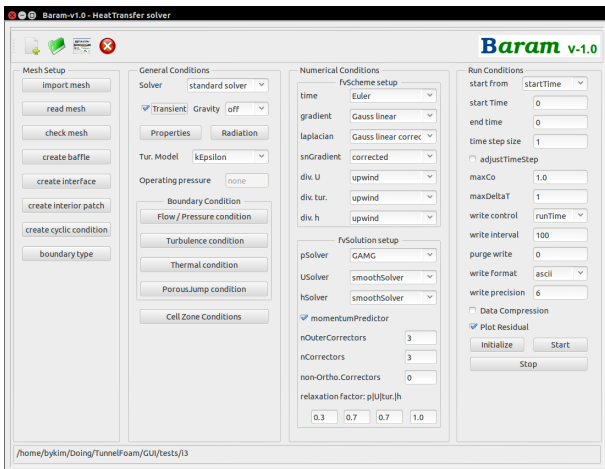 Baram-v1.0 - HeatTransfer solver
Baram v-1.0
Mesh Setup
import mesh
read mesh
check mesh
create baffle
create interface
create interior patch
create cyclic condition
boundary type
General Conditions
Solver standard solver
Transient Gravity off
Properties Radiation
Tur. Model kEpsilon
Operating pressure none
Boundary Condition
Flow / Pressure condition
Turbulence condition
Thermal condition
PorousJump condition
Cell Zone Conditions
Numerical Conditions
fvScheme setup
time Euler
gradient Gauss linear
laplacian Gauss linear correc
snGradient corrected
div. U upwind
div. tur. upwind
div. h upwind
fvSolution setup
pSolver GAMG
USolver smoothSolver
hSolver smoothSolver
momentumPredictor
nOuterCorrectors 3
nCorrectors 3
non-Ortho.Correctors 0
relaxation factor: p|U|tur.|h
0.3 0.7 0.7 1.0
Run Conditions
start from startTime
start Time 0
end time 0
time step size 1
adjustTimeStep
maxCo 1.0
maxDeltaT 1
write control runTime
write interval 100
purge write 0
write format ascii
write precision 6
Data Compression
Plot Residual
Initialize Start
Stop
/home/bykim/Doing/TunnelFoam/GUI/tests/i3